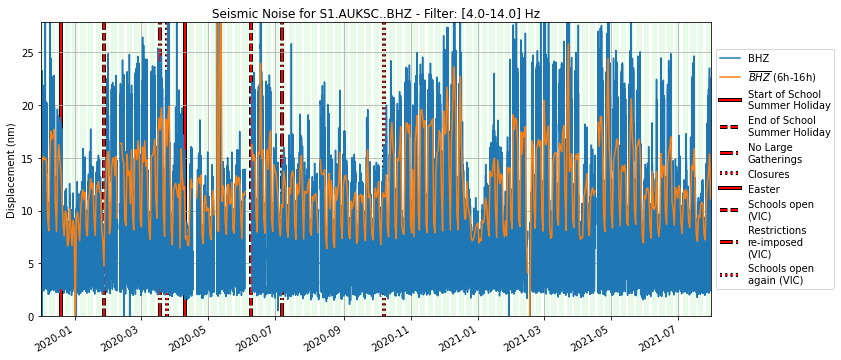 Seismic Noise for S1.AUKSC..BHZ - Filter: [4.0-14.0] Hz
Displacement (nm)
25
20
15
10
5
0
2020-01
2020-03
2020-05
2020-07
2020-09
2020-11
2021-01
2021-03
2021-05
2021-07
BHZ
BHZ (6h-16h)
Start of School
Summer Holiday
End of School
Summer Holiday
No Large
Gatherings
Closures
Easter
Schools open
(VIC)
Restrictions
re-imposed
(VIC)
Schools open
again (VIC)